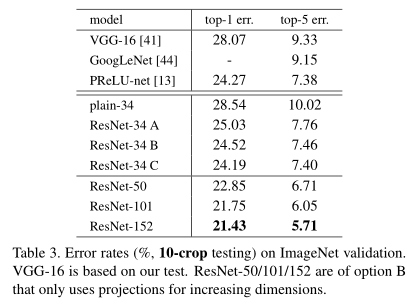 model top-1 err. top-5 err.
VGG-16 [41] 28.07 9.33
GoogLeNet [44] - 9.15
PReLU-net [13] 24.27 7.38
plain-34 28.54 10.02
ResNet-34 A 25.03 7.76
ResNet-34 B 24.52 7.46
ResNet-34 C 24.19 7.40
ResNet-50 22.85 6.71
ResNet-101 21.75 6.05
ResNet-152 21.43 5.71
Table 3. Error rates (%, 10-crop testing) on ImageNet validation.
VGG-16 is based on our test. ResNet-50/101/152 are of option B
that only uses projections for increasing dimensions.